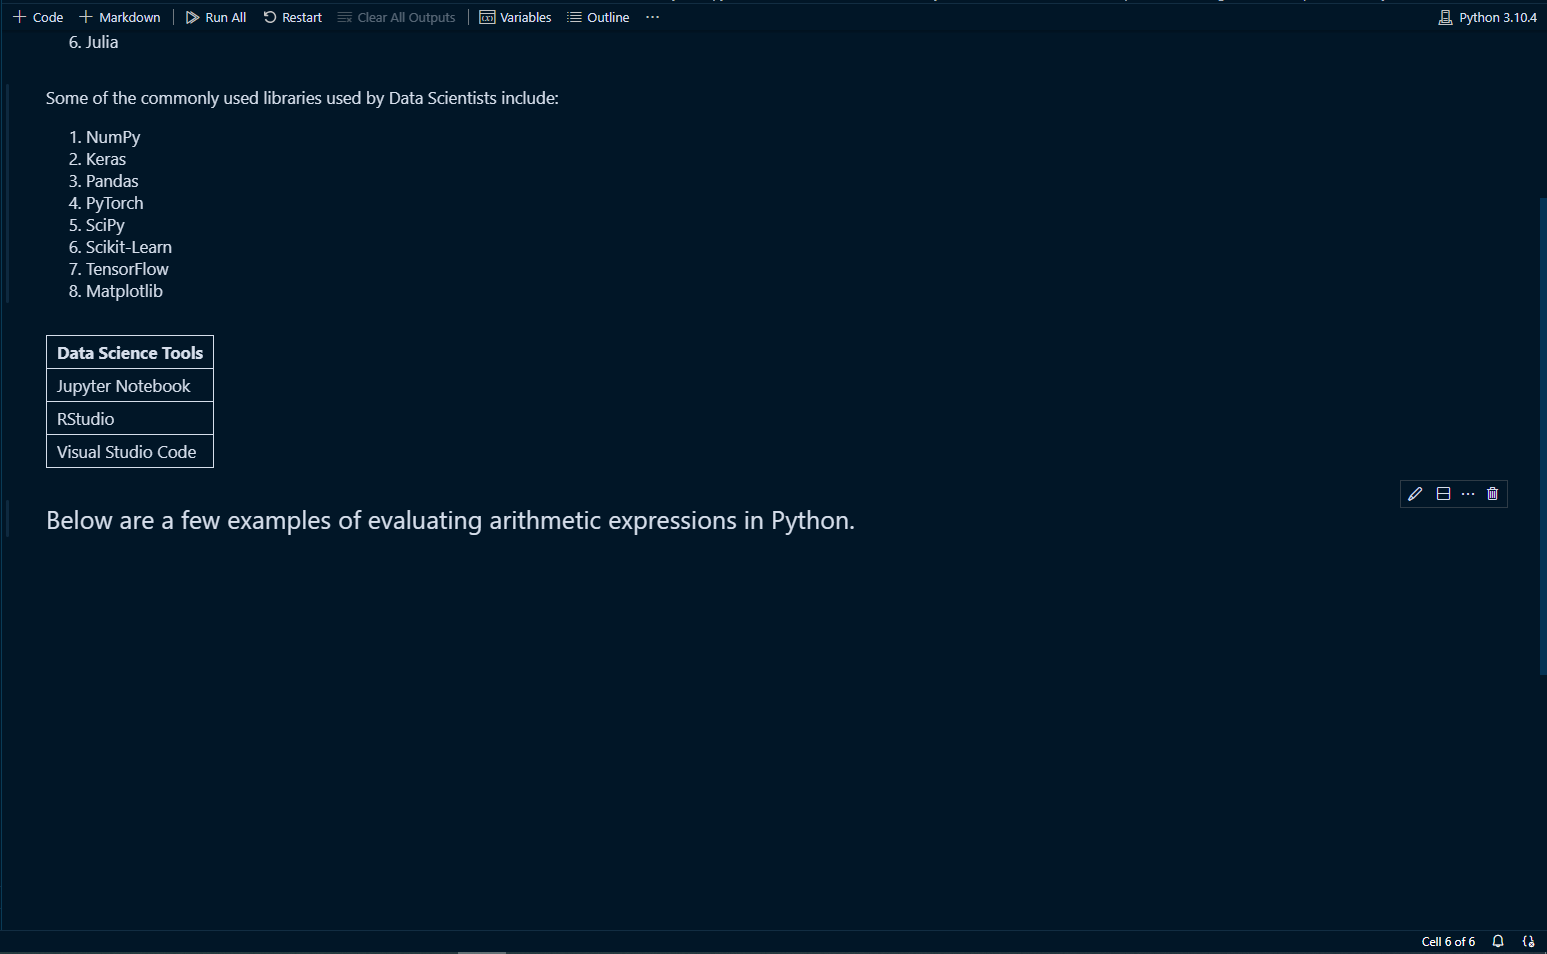 Code Markdown Run All Restart Clear All Outputs Variables Outline ... Python 3.10.4
6. Julia
Some of the commonly used libraries used by Data Scientists include:
1. NumPy
2. Keras
3. Pandas
4. PyTorch
5. SciPy
6. Scikit-Learn
7. TensorFlow
8. Matplotlib
Data Science Tools
Jupyter Notebook
RStudio
Visual Studio Code
Below are a few examples of evaluating arithmetic expressions in Python.
Cell 6 of 6